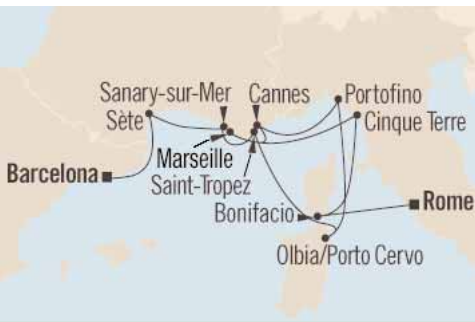 Sanary-sur-Mer
Cannes
Portofino
Sète
Cinque Terre
Marseille
Barcelona
Saint-Tropez
Bonifacio
Rome
Olbia/Porto Cervo